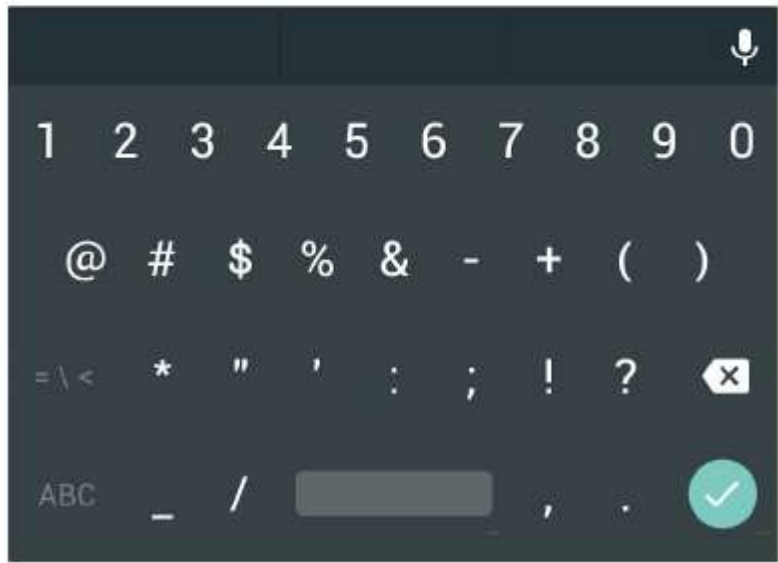 1 2 3 4 5 6 7 8 9 0
@ # $ % & - + ( )
= \ < * " ' : ; ! ?
ABC _ / , .